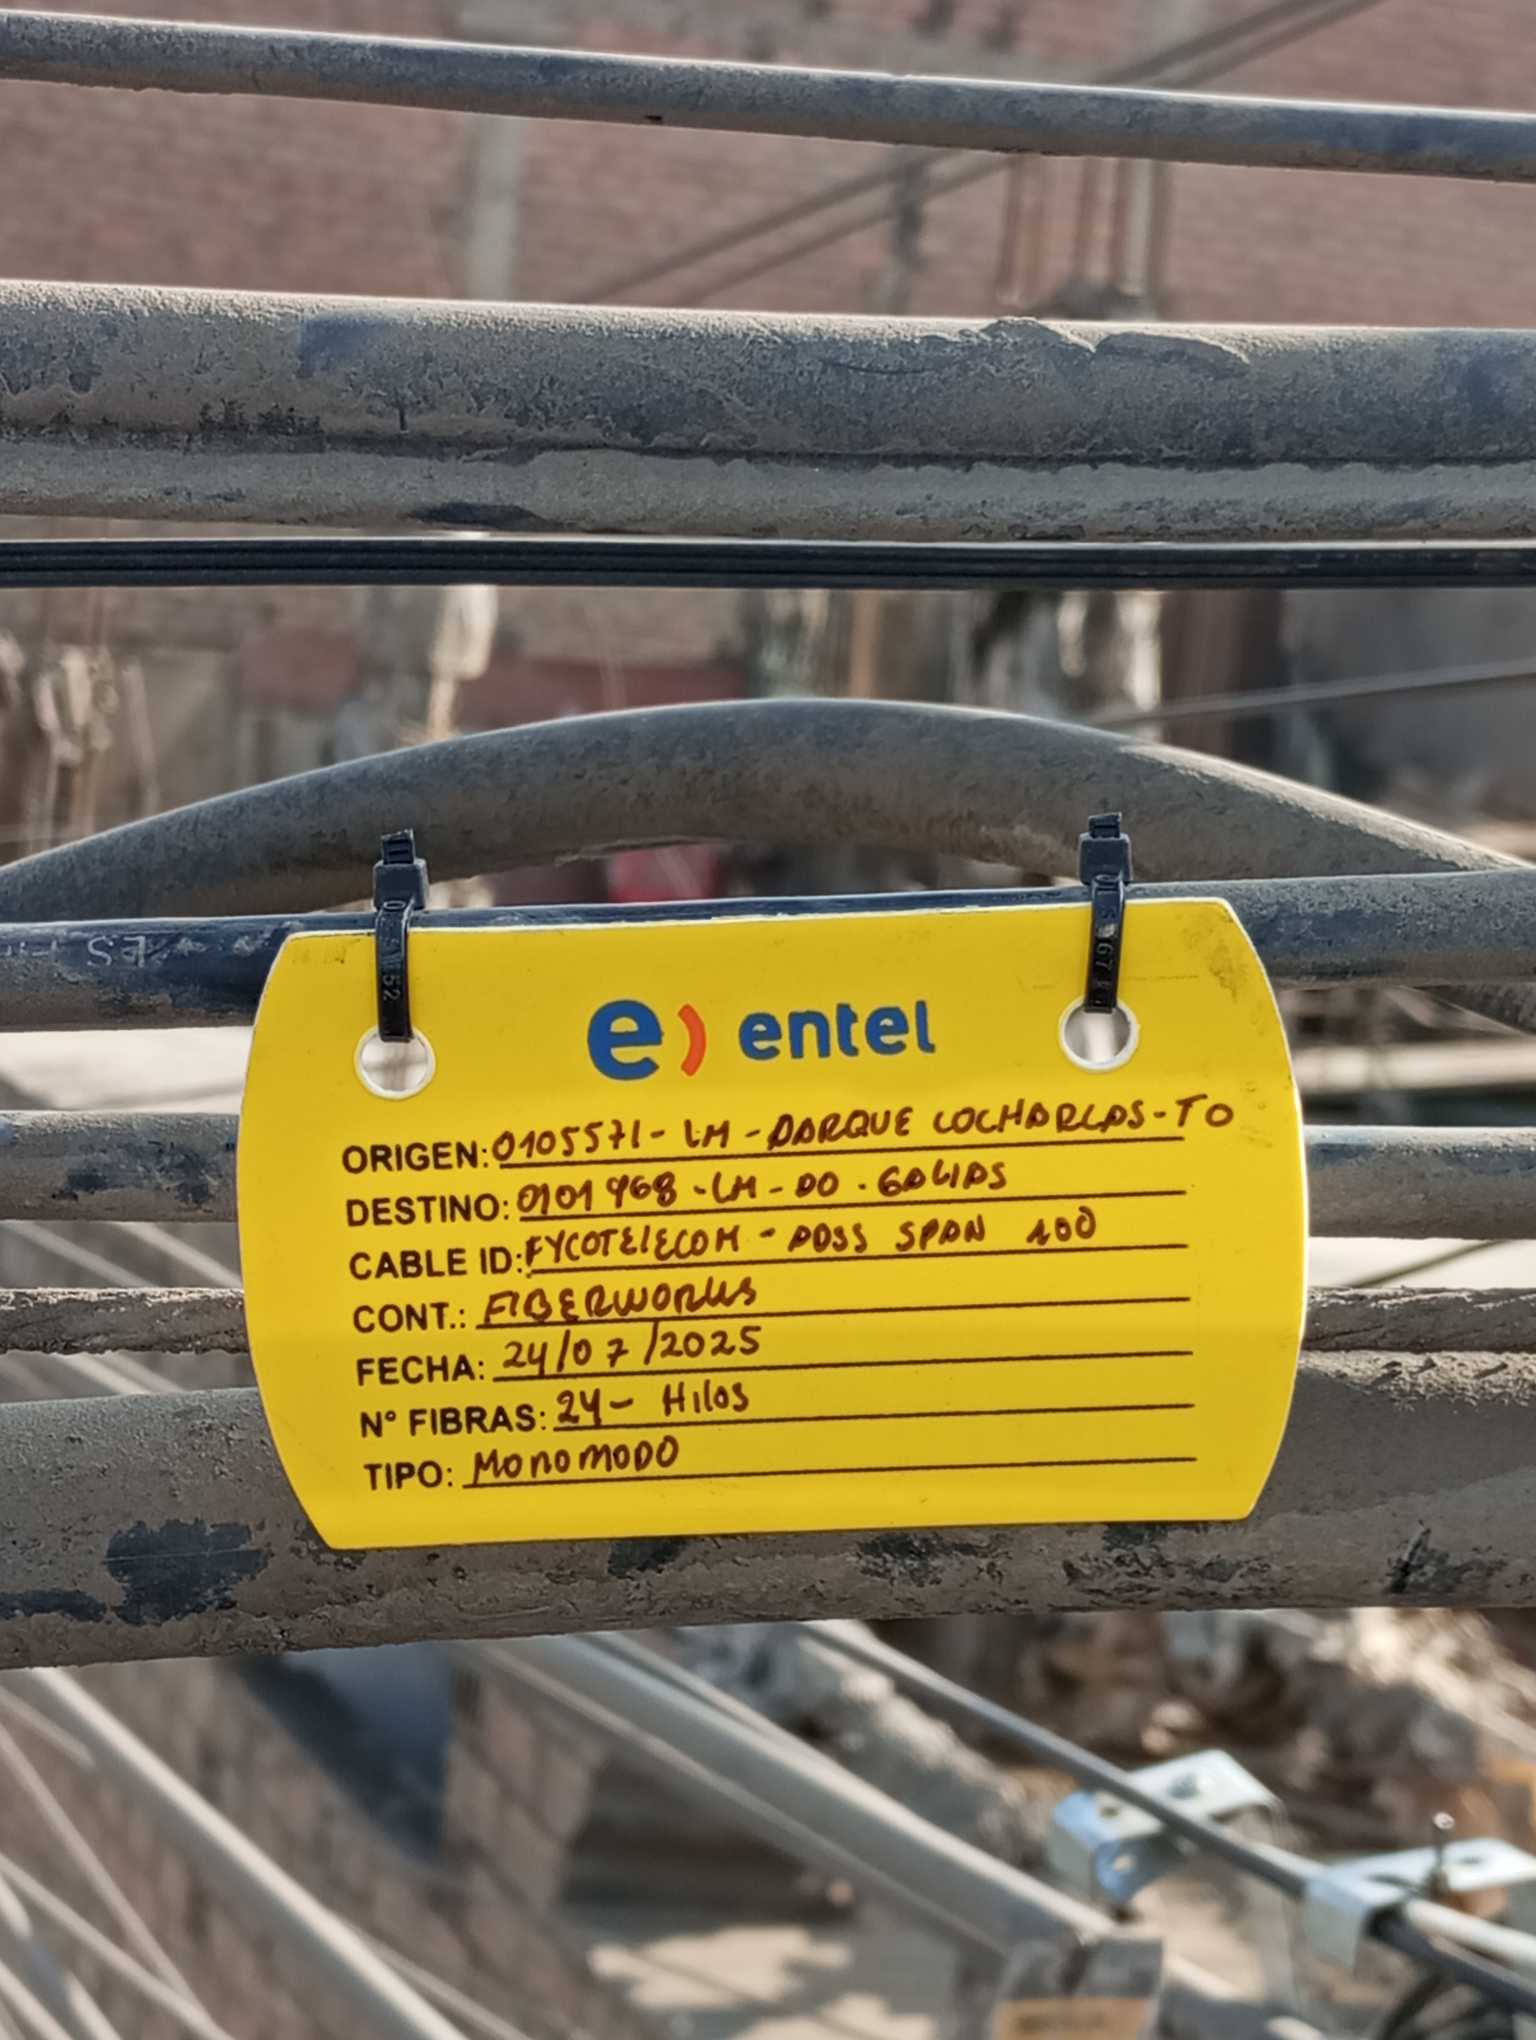 e) entel
ORIGEN: 0105571 - LM - PARQUE COCHARCAS - TO
DESTINO: 0101968 - LM - DO. GALIAS
CABLE ID: FYCOTELECOM - ADSS SPAN 100
CONT.: FIBERWORKS
FECHA: 24/07/2025
N° FIBRAS: 24 - Hilos
TIPO: MONOMODO